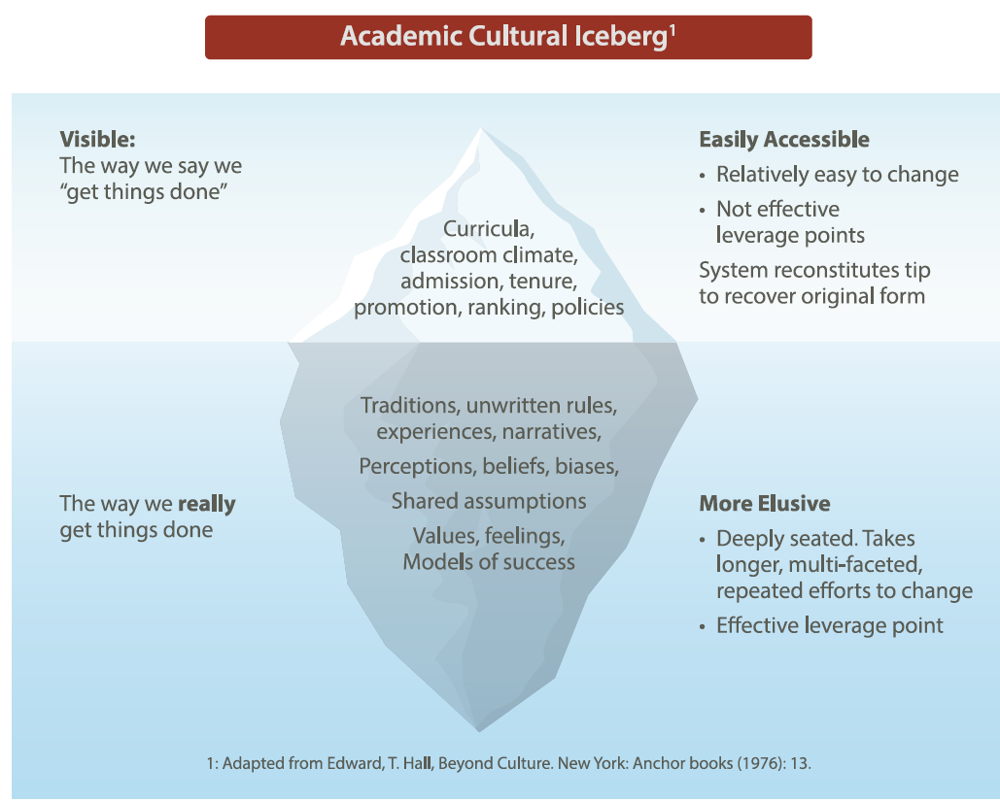 Academic Cultural Iceberg¹
Visible:
The way we say we
“get things done”
Curricula,
classroom climate,
admission, tenure,
promotion, ranking, policies
Easily Accessible
• Relatively easy to change
• Not effective
leverage points
System reconstitutes tip
to recover original form
Traditions, unwritten rules,
experiences, narratives,
Perceptions, beliefs, biases,
Shared assumptions
Values, feelings,
Models of success
The way we really
get things done
More Elusive
• Deeply seated. Takes
longer, multi-faceted,
repeated efforts to change
• Effective leverage point
1: Adapted from Edward, T. Hall, Beyond Culture. New York: Anchor books (1976): 13.